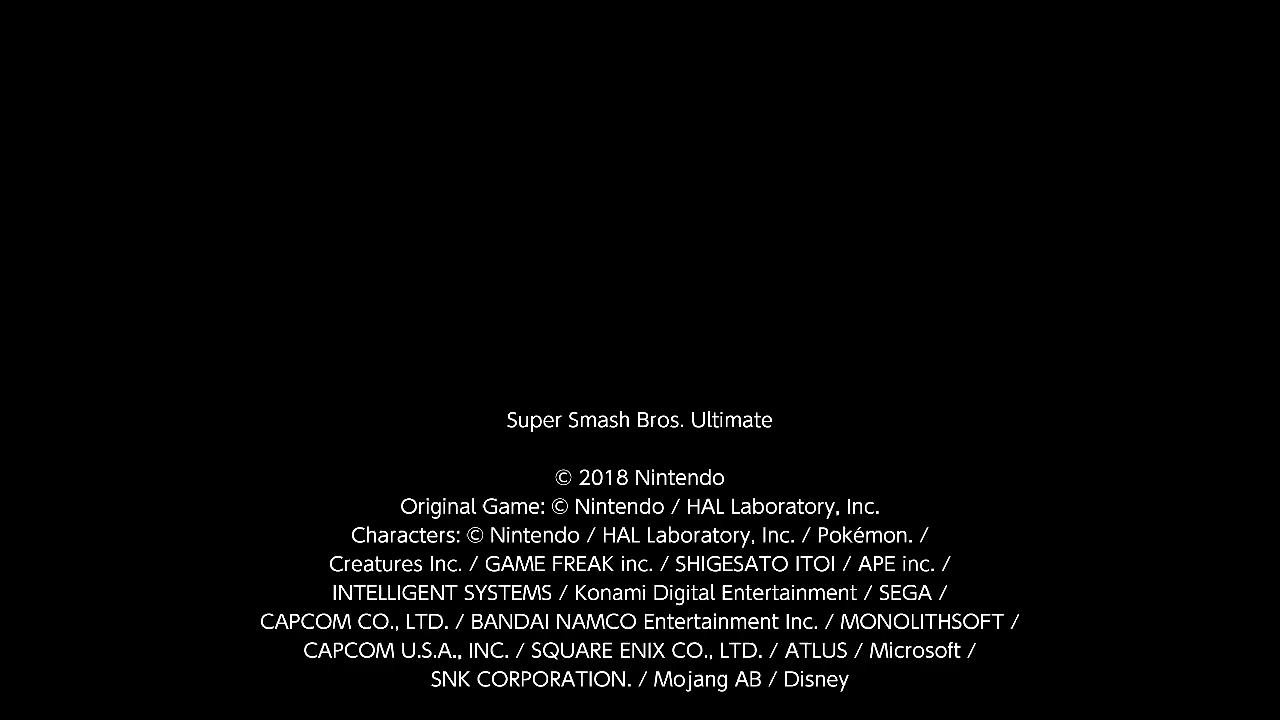 Super Smash Bros. Ultimate
© 2018 Nintendo
Original Game: © Nintendo / HAL Laboratory, Inc.
Characters: © Nintendo / HAL Laboratory, Inc. / Pokémon. /
Creatures Inc. / GAME FREAK inc. / SHIGESATO ITOI / APE inc. /
INTELLIGENT SYSTEMS / Konami Digital Entertainment / SEGA /
CAPCOM CO., LTD. / BANDAI NAMCO Entertainment Inc. / MONOLITHSOFT /
CAPCOM U.S.A., INC. / SQUARE ENIX CO., LTD. / ATLUS / Microsoft /
SNK CORPORATION. / Mojang AB / Disney